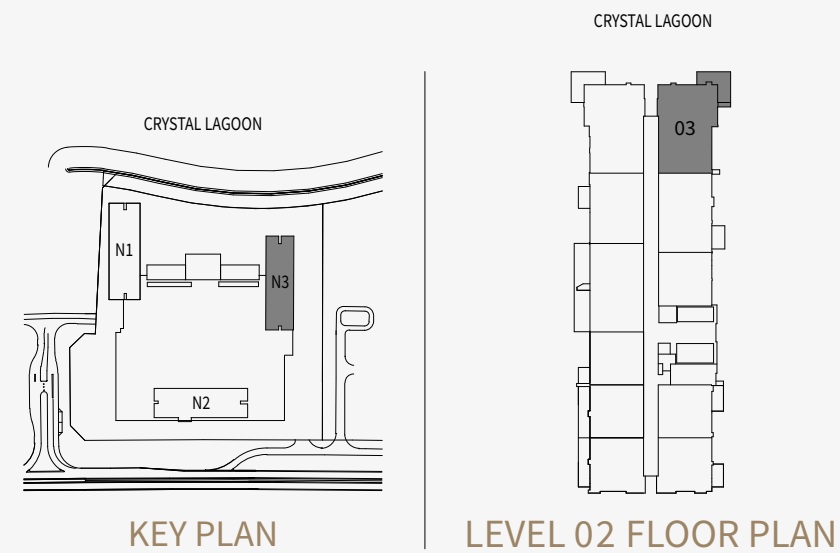 CRYSTAL LAGOON
N1
N3
N2
KEY PLAN
CRYSTAL LAGOON
03
LEVEL 02 FLOOR PLAN